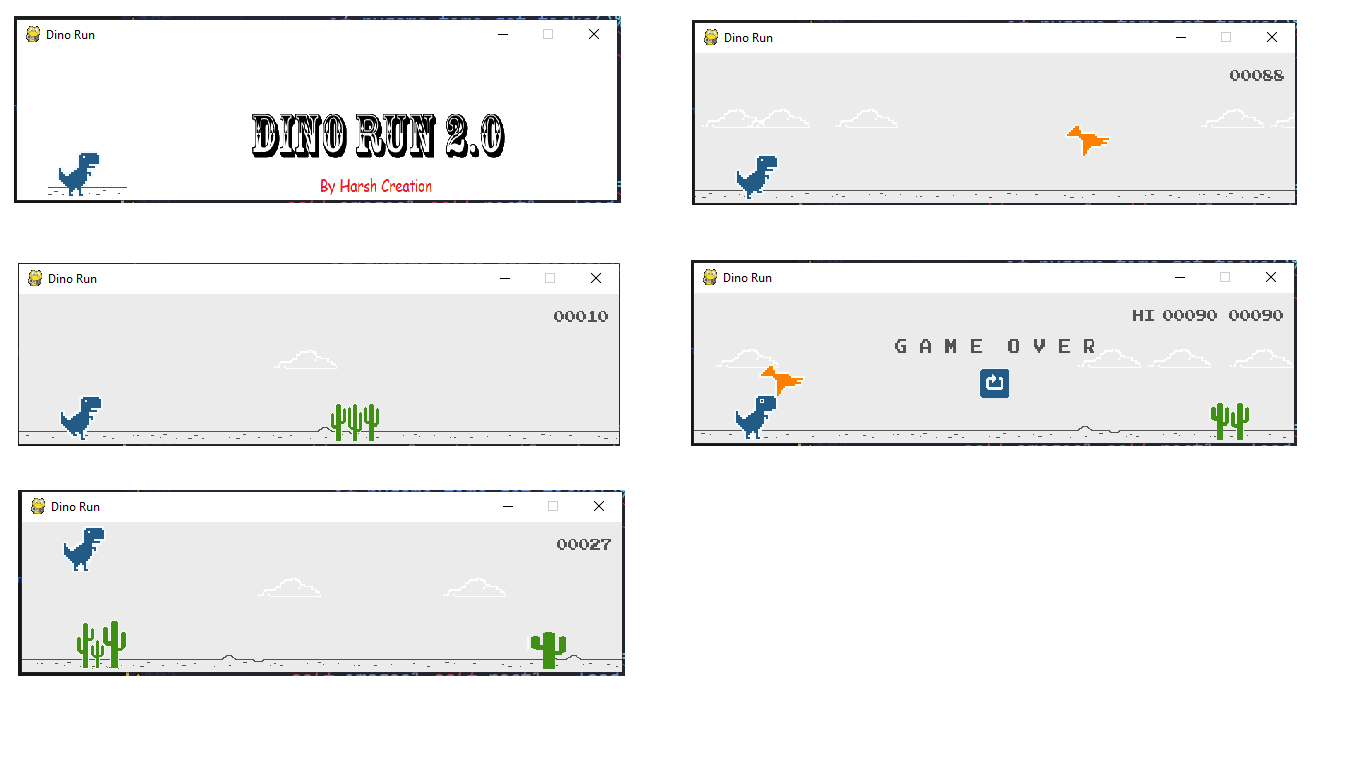 Dino Run
DINO RUN 2.0
By Harsh Creation
Dino Run
00088
Dino Run
00010
Dino Run
HI 00090 00090
GAME OVER
Dino Run
00027